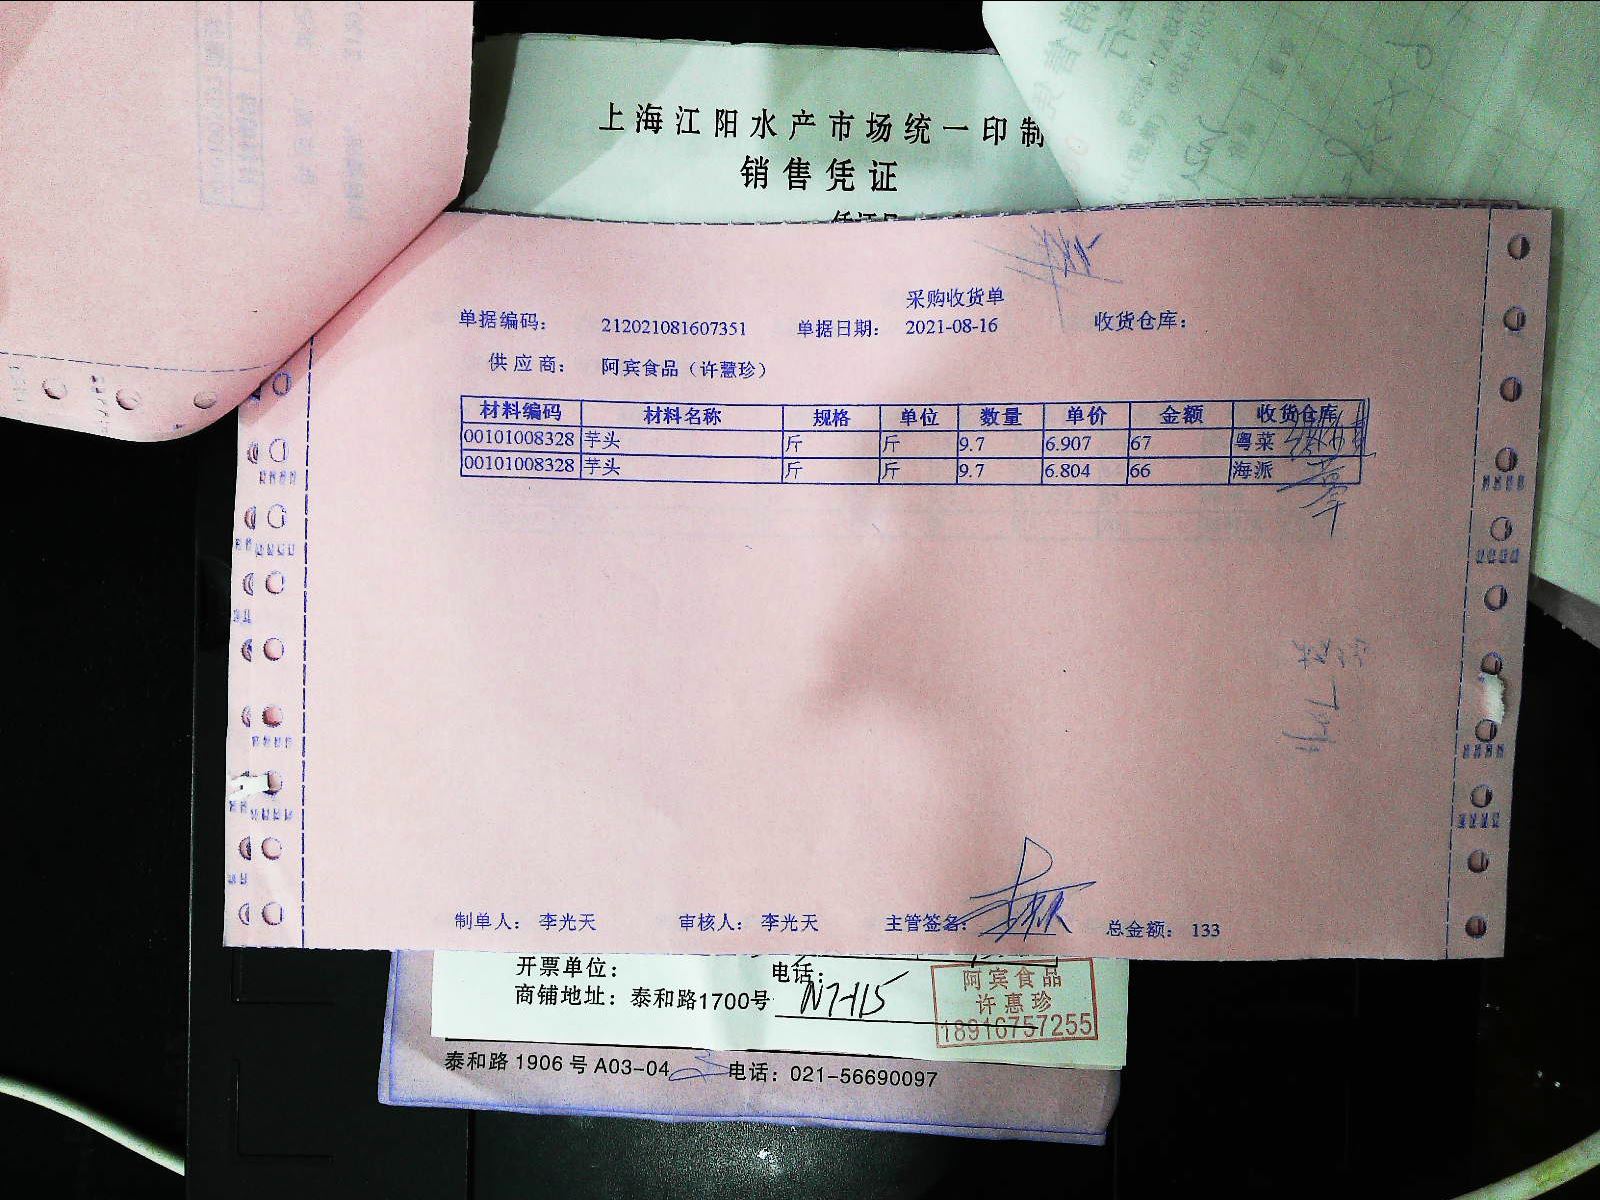 上海江阳水产市场统一印制
销售凭证
采购收货单
单据编码： 212021081607351 单据日期： 2021-08-16 收货仓库：
供应商： 阿宾食品（许慧珍）
材料编码 材料名称 规格 单位 数量 单价 金额 收货仓库
00101008328 芋头 斤 斤 9.7 6.907 67 粤菜
00101008328 芋头 斤 斤 9.7 6.804 66 海派
制单人： 李光天 审核人： 李光天 主管签名： 总金额： 133
开票单位： 电话：
商铺地址：泰和路1700号 N7-115
阿宾食品
许惠珍
18916757255
泰和路 1906 号 A03-04 电话：021-56690097